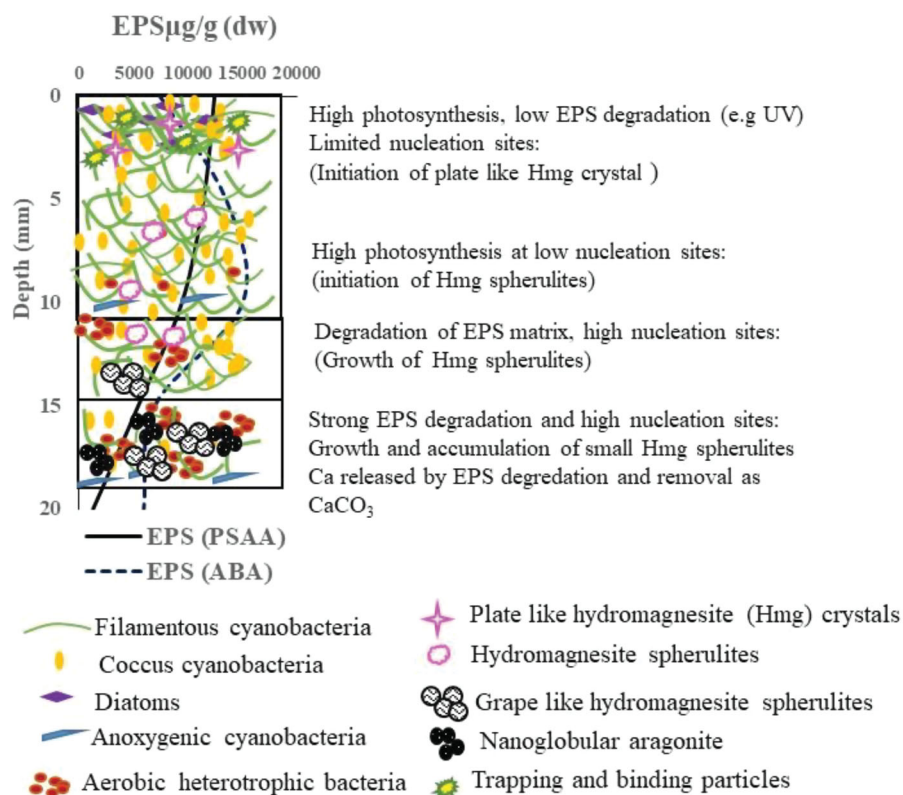 EPSµg/g (dw)
0 5000 10000 15000 20000
Depth (mm)
0
5
10
15
20
High photosynthesis, low EPS degradation (e.g UV)
Limited nucleation sites:
(Initiation of plate like Hmg crystal )
High photosynthesis at low nucleation sites:
(initiation of Hmg spherulites)
Degradation of EPS matrix, high nucleation sites:
(Growth of Hmg spherulites)
Strong EPS degradation and high nucleation sites:
Growth and accumulation of small Hmg spherulites
Ca released by EPS degredation and removal as
CaCO₃
EPS (PSAA)
EPS (ABA)
Filamentous cyanobacteria
Coccus cyanobacteria
Diatoms
Anoxygenic cyanobacteria
Aerobic heterotrophic bacteria
Plate like hydromagnesite (Hmg) crystals
Hydromagnesite spherulites
Grape like hydromagnesite spherulites
Nanoglobular aragonite
Trapping and binding particles